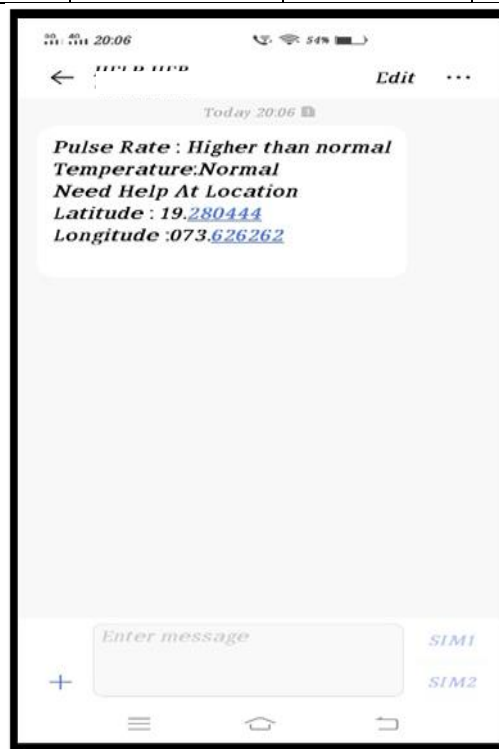 20:06 54%
Edit
Today 20:06
Pulse Rate : Higher than normal
Temperature:Normal
Need Help At Location
Latitude : 19.280444
Longitude :073.626262
Enter message
SIM1
SIM2